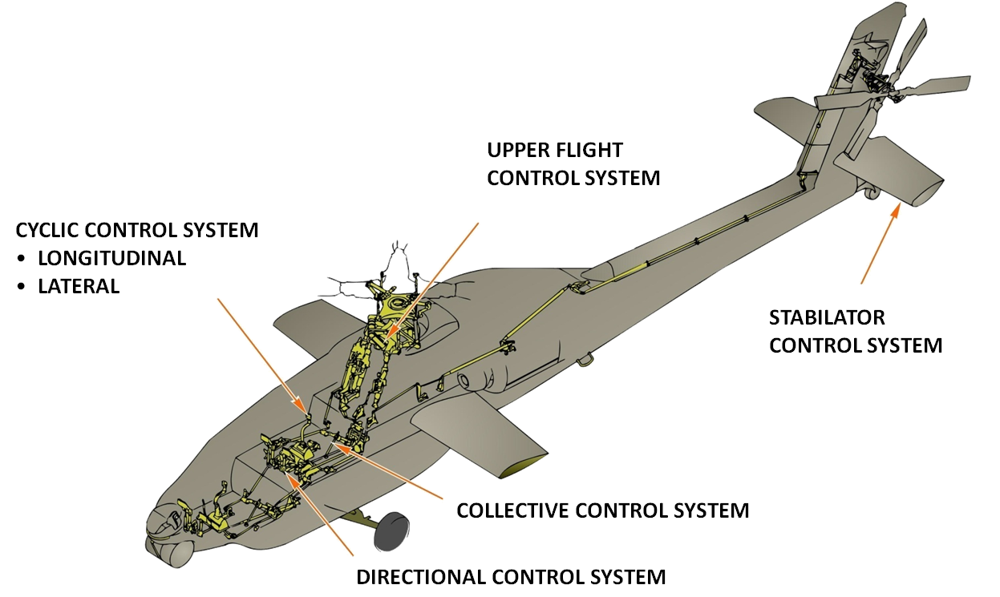 UPPER FLIGHT
CONTROL SYSTEM
CYCLIC CONTROL SYSTEM
• LONGITUDINAL
• LATERAL
STABILATOR
CONTROL SYSTEM
COLLECTIVE CONTROL SYSTEM
DIRECTIONAL CONTROL SYSTEM